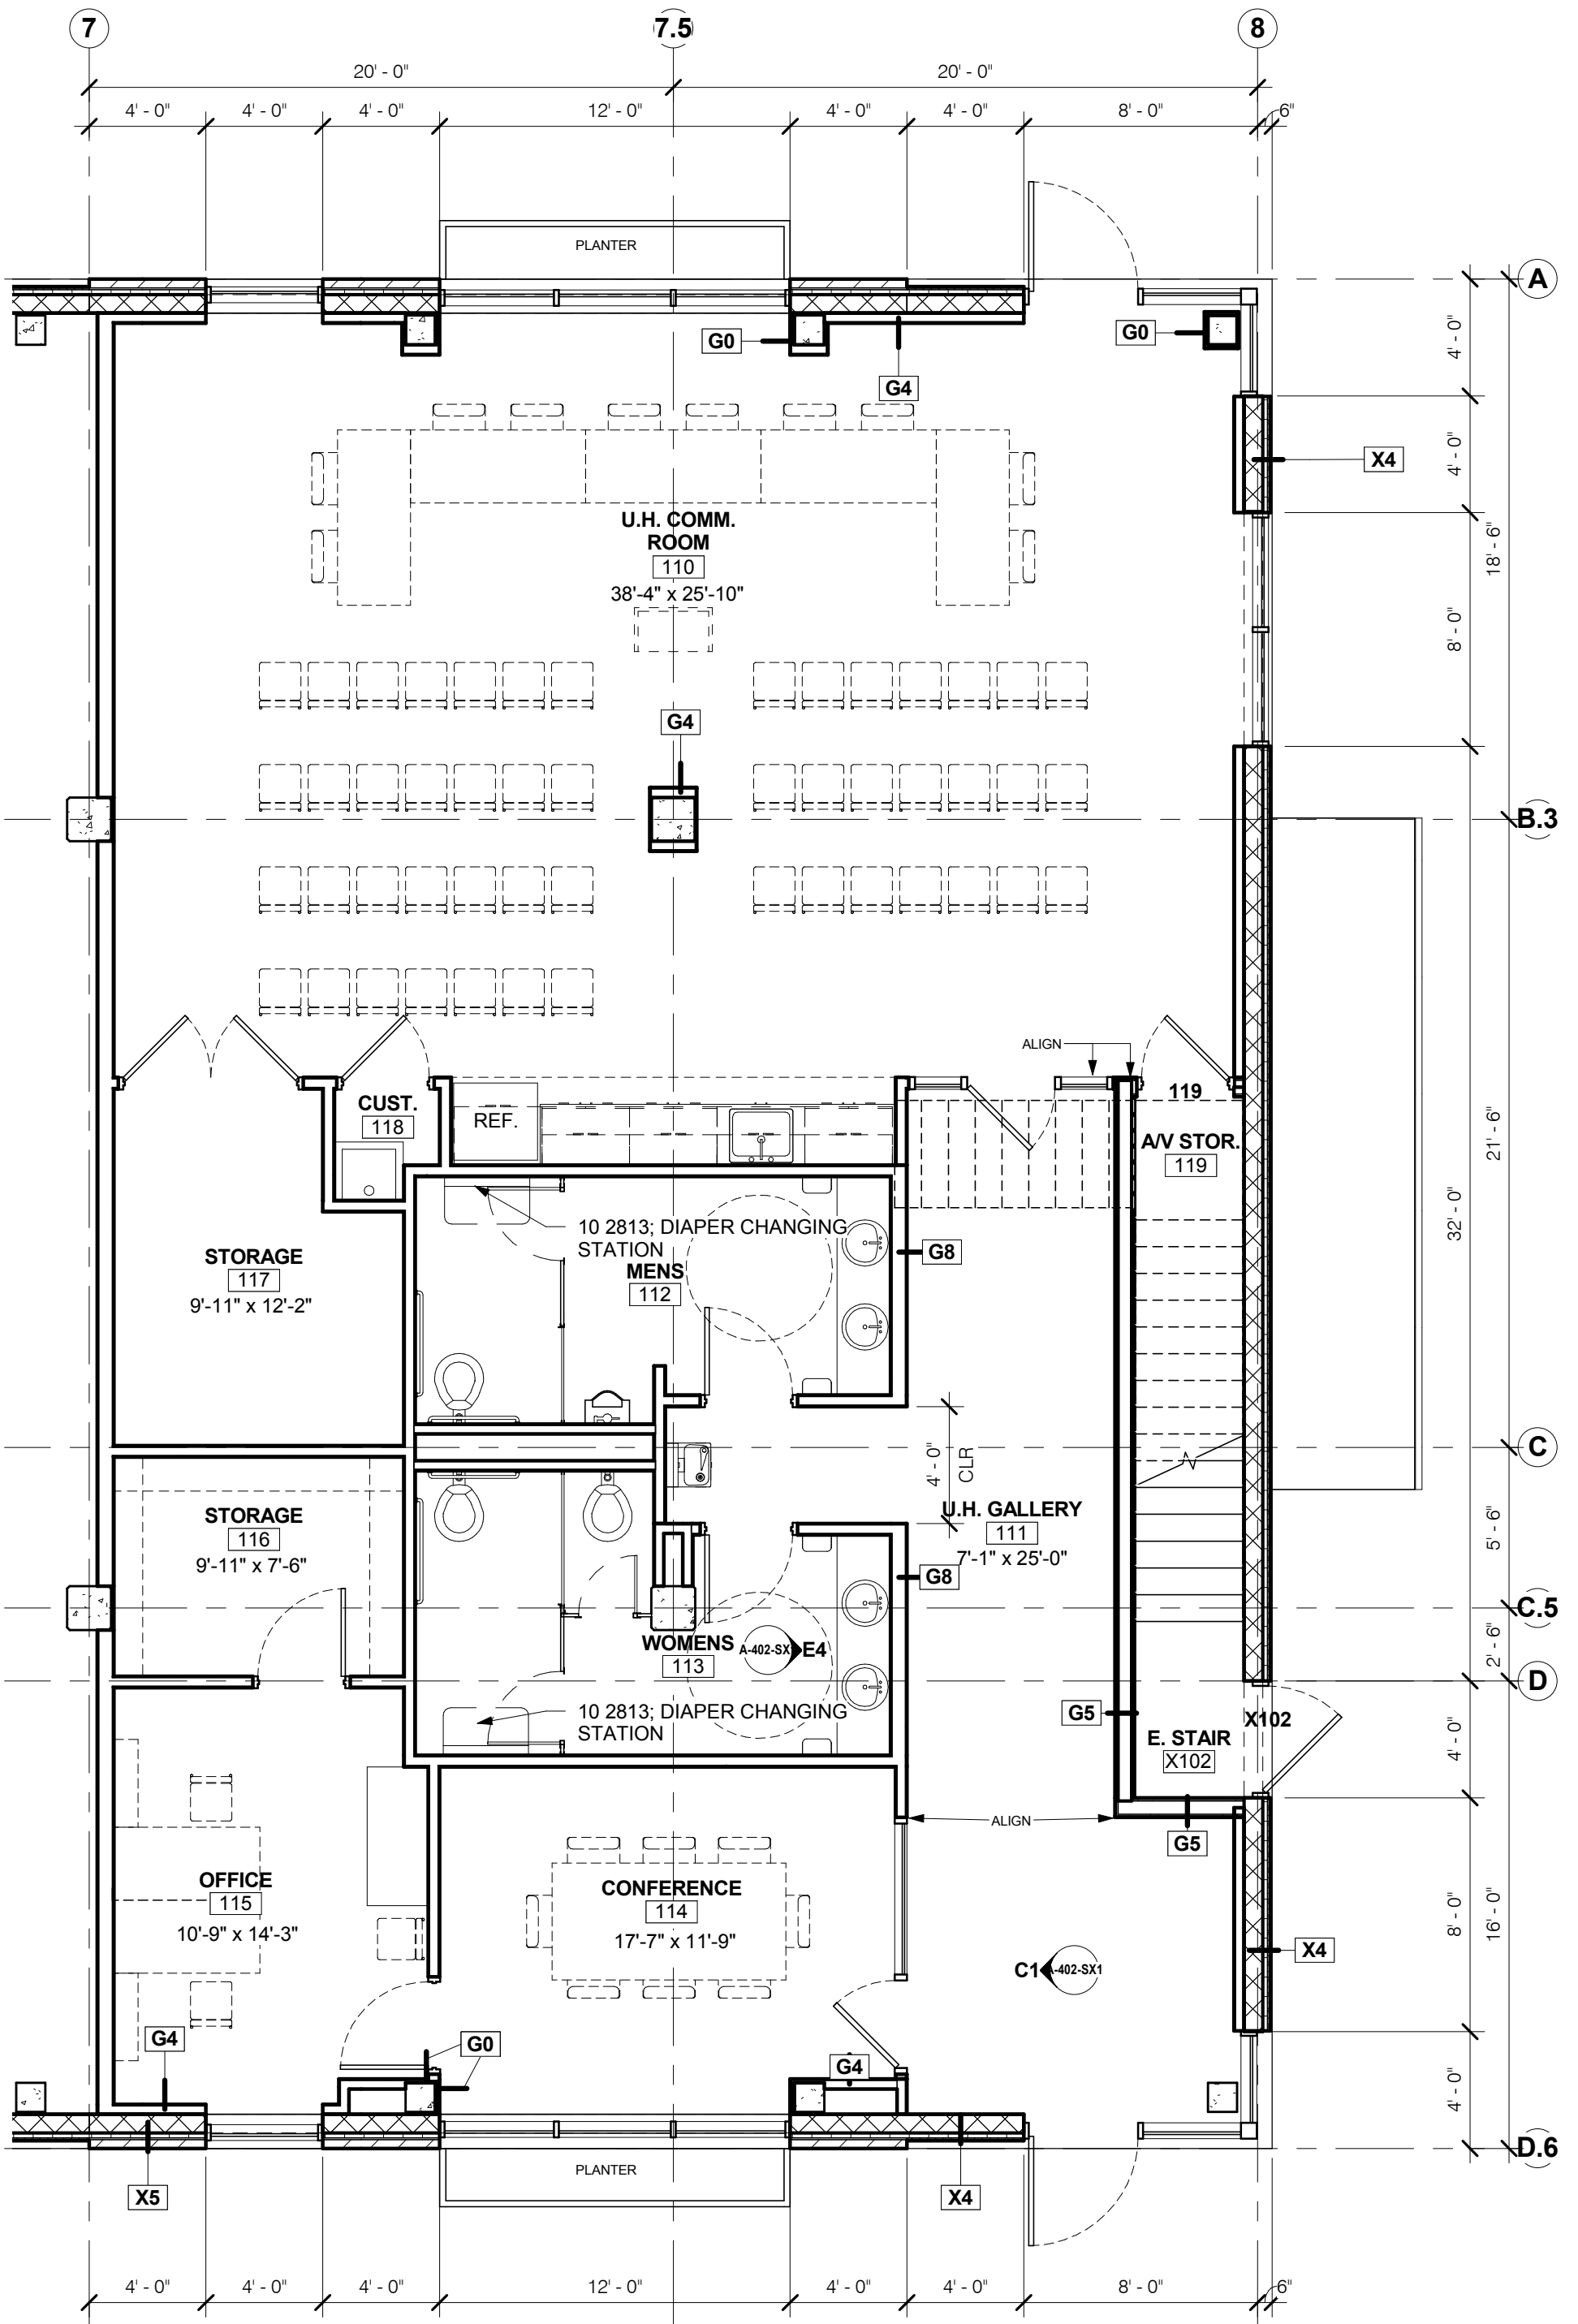 7
7.5
8
20' - 0"
20' - 0"
4' - 0"
4' - 0"
4' - 0"
12' - 0"
4' - 0"
4' - 0"
8' - 0"
6"
PLANTER
A
G0
G0
G4
4' - 0"
4' - 0"
X4
18' - 6"
8' - 0"
U.H. COMM.
ROOM
110
38'-4" x 25'-10"
G4
B.3
ALIGN
CUST.
118
REF.
119
A/V STOR.
119
21' - 6"
32' - 0"
10 2813; DIAPER CHANGING
STATION
MENS
112
G8
STORAGE
117
9'-11" x 12'-2"
4' - 0"
CLR
C
STORAGE
116
9'-11" x 7'-6"
U.H. GALLERY
111
7'-1" x 25'-0"
G8
5' - 6"
C.5
2' - 6"
WOMENS
113
A-402-SX
E4
D
10 2813; DIAPER CHANGING
STATION
G5
X102
E. STAIR
X102
4' - 0"
ALIGN
G5
OFFICE
115
10'-9" x 14'-3"
CONFERENCE
114
17'-7" x 11'-9"
8' - 0"
16' - 0"
X4
C1
A-402-SX1
G4
G0
G4
4' - 0"
D.6
PLANTER
X5
X4
4' - 0"
4' - 0"
4' - 0"
12' - 0"
4' - 0"
4' - 0"
8' - 0"
6"